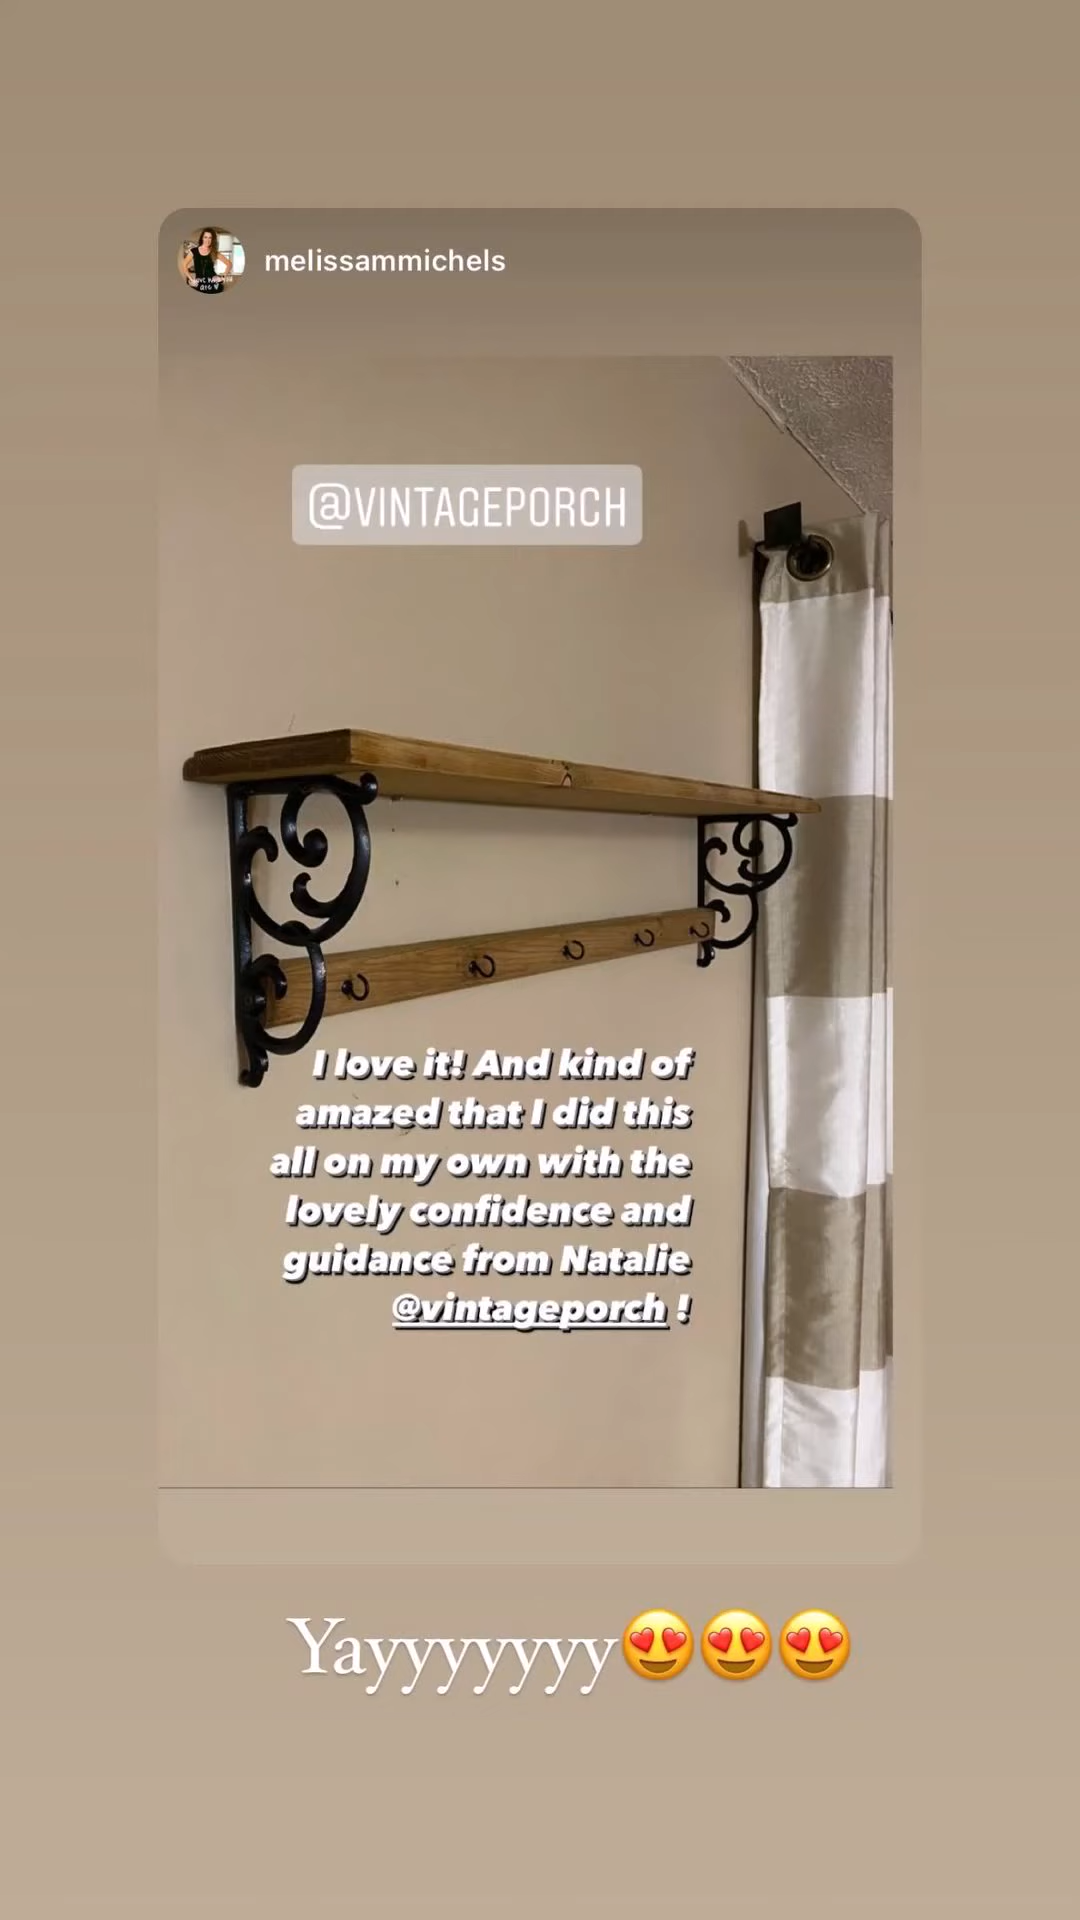 melissammichels
@VINTAGEPORCH
I love it! And kind of
amazed that I did this
all on my own with the
lovely confidence and
guidance from Natalie
@vintageporch !
Yayyyyyyy😍😍😍